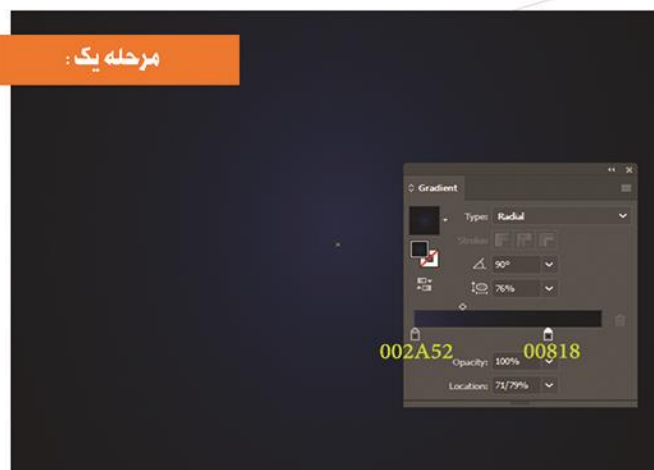 مرحله یک :
Gradient
Type: Radial
Stroke:
90°
76%
002A52
00818
Opacity: 100%
Location: 71/79%